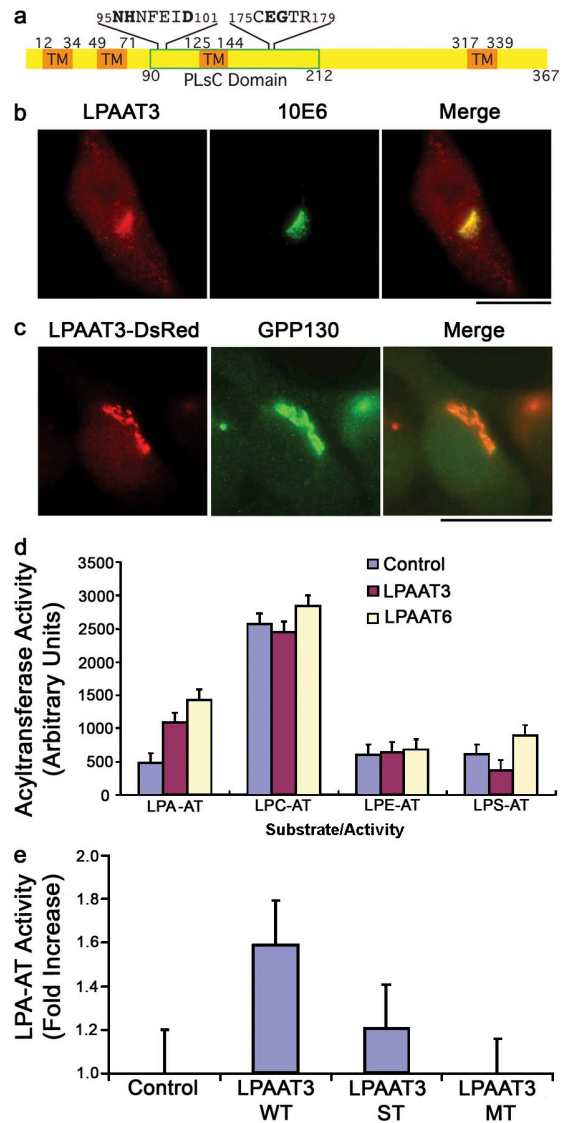 a
95NHNFEID101 175CEGTR179
12 34 49 71 125 144 317 339
TM TM TM TM
90 PLsC Domain 212 367
b
LPAAT3 10E6 Merge
c
LPAAT3-DsRed GPP130 Merge
d
Acyltransferase Activity
(Arbitrary Units)
3500
3000
2500
2000
1500
1000
500
0
Control
LPAAT3
LPAAT6
LPA-AT LPC-AT LPE-AT LPS-AT
Substrate/Activity
e
LPA-AT Activity
(Fold Increase)
2.0
1.8
1.6
1.4
1.2
1.0
Control LPAAT3 LPAAT3 LPAAT3
WT ST MT